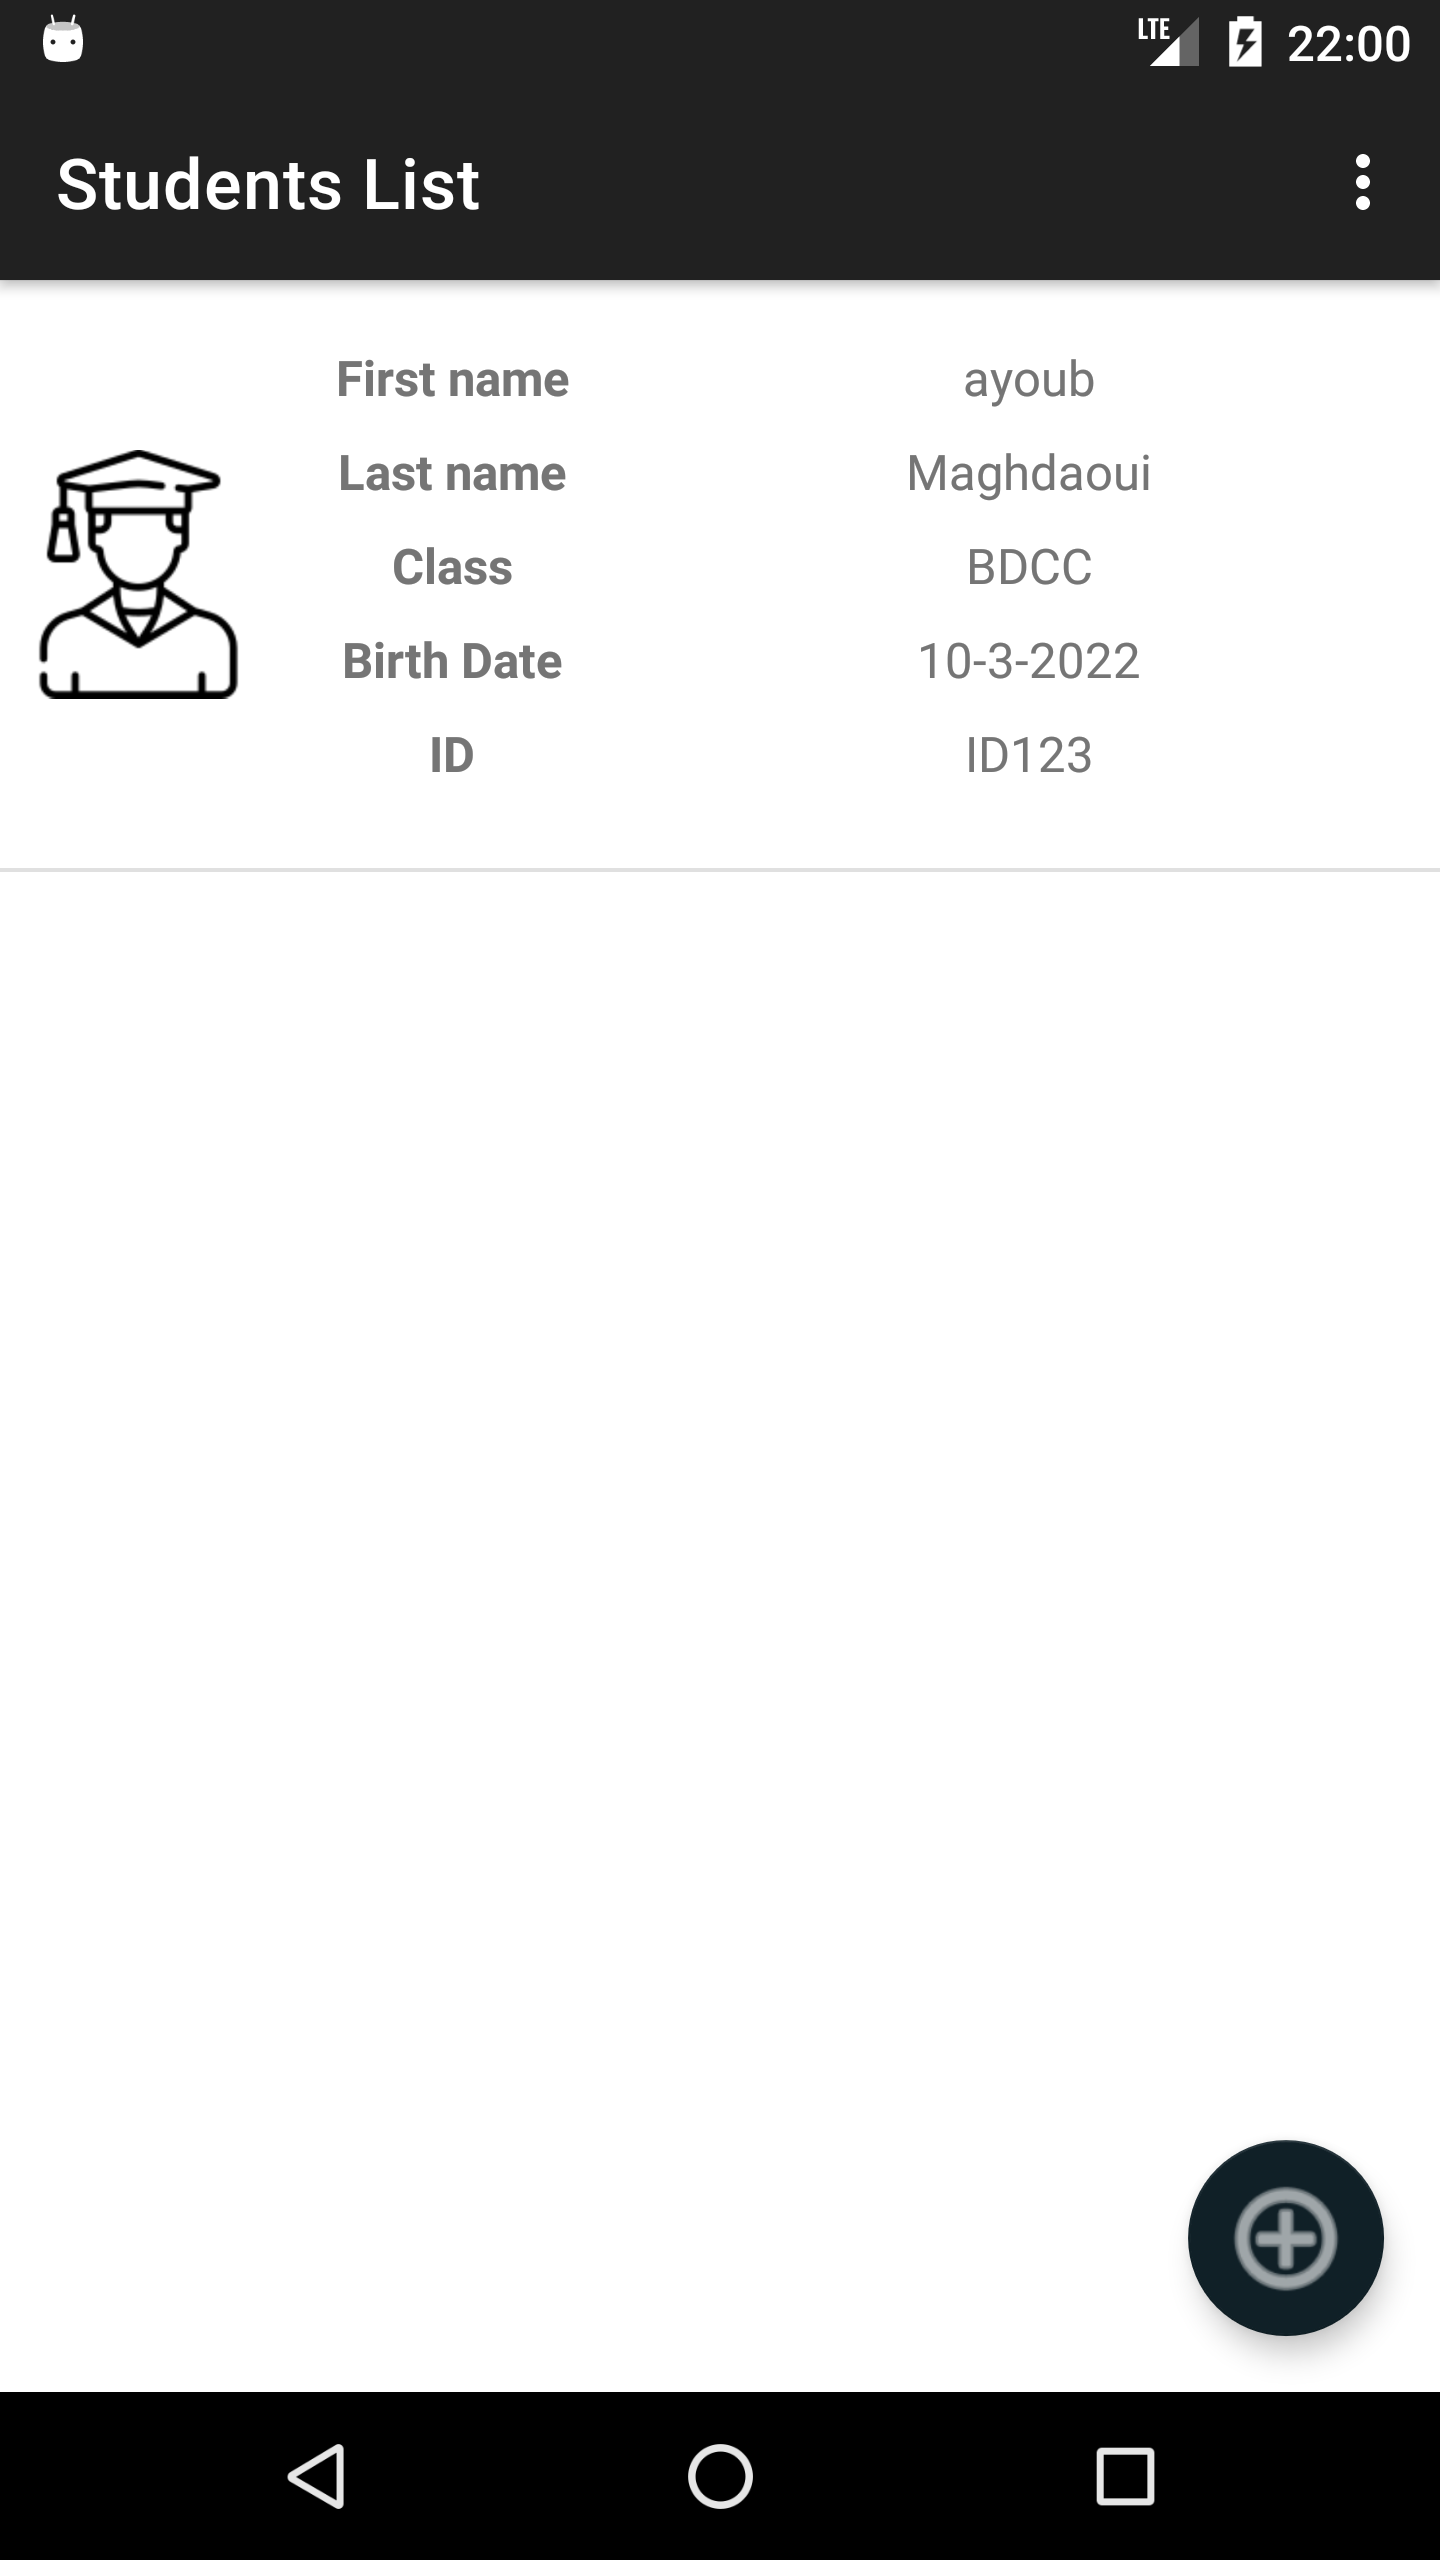 LTE 22:00
Students List
First name ayoub
Last name Maghdaoui
Class BDCC
Birth Date 10-3-2022
ID ID123